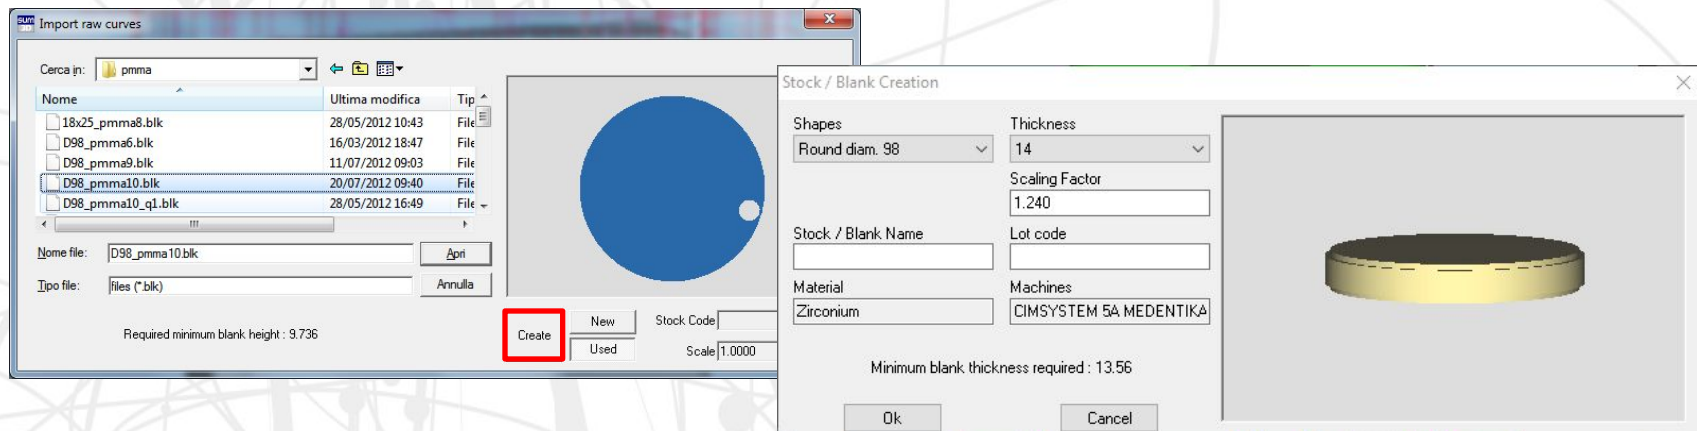 Import raw curves
Cerca in: pmma
Nome Ultima modifica Tip
18x25_pmma8.blk 28/05/2012 10:43 File
D98_pmma6.blk 16/03/2012 18:47 File
D98_pmma9.blk 11/07/2012 09:03 File
D98_pmma10.blk 20/07/2012 09:40 File
D98_pmma10_q1.blk 28/05/2012 16:49 File
Nome file: D98_pmma10.blk Apri
Tipo file: files (*.blk) Annulla
Required minimum blank height : 9.736
Create
New
Used
Stock Code
Scale 1.0000
Stock / Blank Creation
Shapes Thickness
Round diam. 98 14
Scaling Factor
1.240
Stock / Blank Name Lot code
Material Machines
Zirconium CIMSYSTEM 5A MEDENTIKA
Minimum blank thickness required : 13.56
Ok Cancel